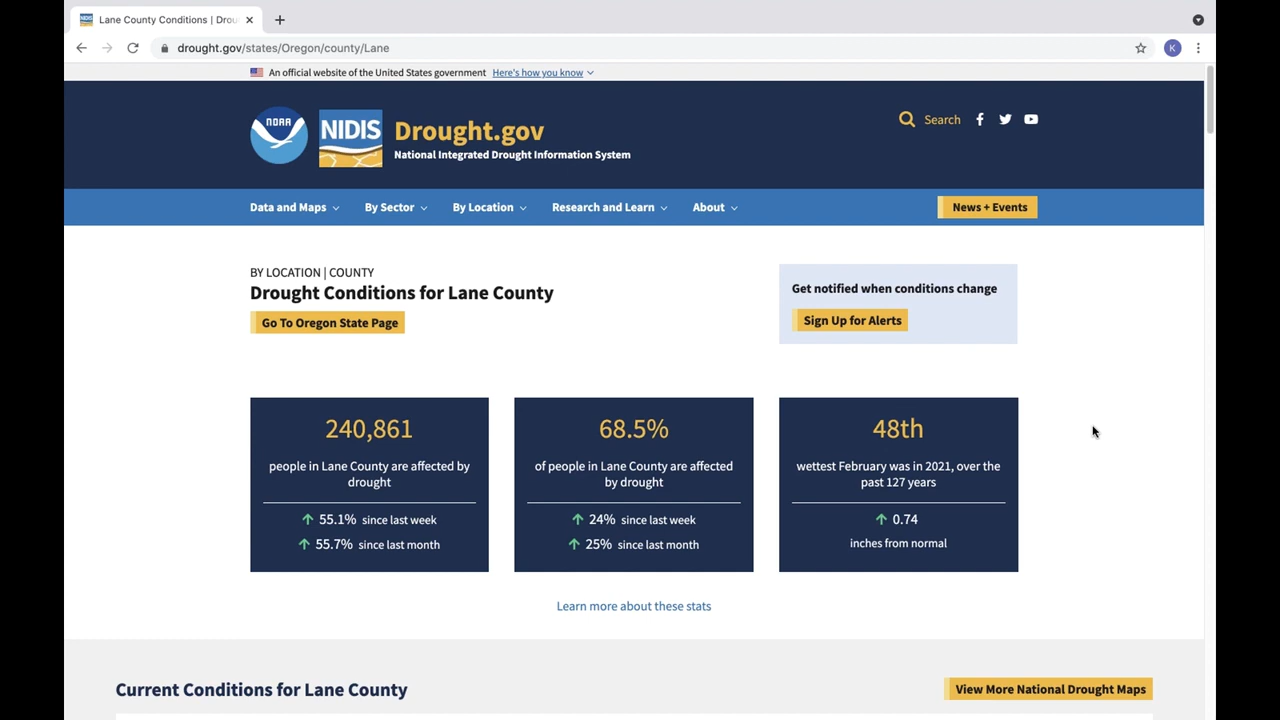 Lane County Conditions | Drou
drought.gov/states/Oregon/county/Lane
K
An official website of the United States government Here's how you know
NOAA
NIDIS
Drought.gov
National Integrated Drought Information System
Search
Data and Maps By Sector By Location Research and Learn About News + Events
BY LOCATION | COUNTY
Drought Conditions for Lane County
Go To Oregon State Page
Get notified when conditions change
Sign Up for Alerts
240,861
people in Lane County are affected by
drought
55.1% since last week
55.7% since last month
68.5%
of people in Lane County are affected
by drought
24% since last week
25% since last month
48th
wettest February was in 2021, over the
past 127 years
0.74
inches from normal
Learn more about these stats
Current Conditions for Lane County
View More National Drought Maps